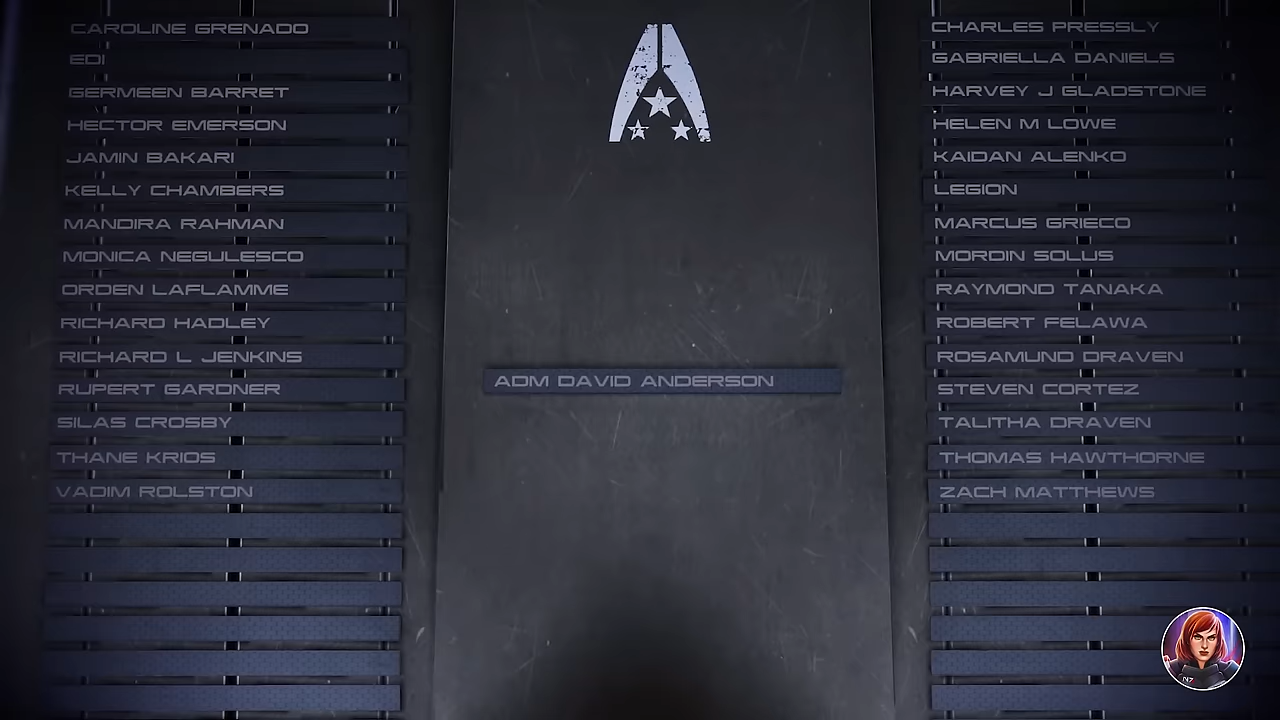 CAROLINE GRENADO
EDI
GERMEEN BARRET
HECTOR EMERSON
JAMIN BAKARI
KELLY CHAMBERS
MANDIRA RAHMAN
MONICA NEGULESCO
ORDEN LAFLAMME
RICHARD HADLEY
RICHARD L JENKINS
RUPERT GARDNER
SILAS CROSBY
THANE KRIOS
VADIM ROLSTON
ADM DAVID ANDERSON
CHARLES PRESSLY
GABRIELLA DANIELS
HARVEY J GLADSTONE
HELEN M LOWE
KAIDAN ALENKO
LEGION
MARCUS GRIECO
MORDIN SOLUS
RAYMOND TANAKA
ROBERT FELAWA
ROSAMUND DRAVEN
STEVEN CORTEZ
TALITHA DRAVEN
THOMAS HAWTHORNE
ZACH MATTHEWS
N7